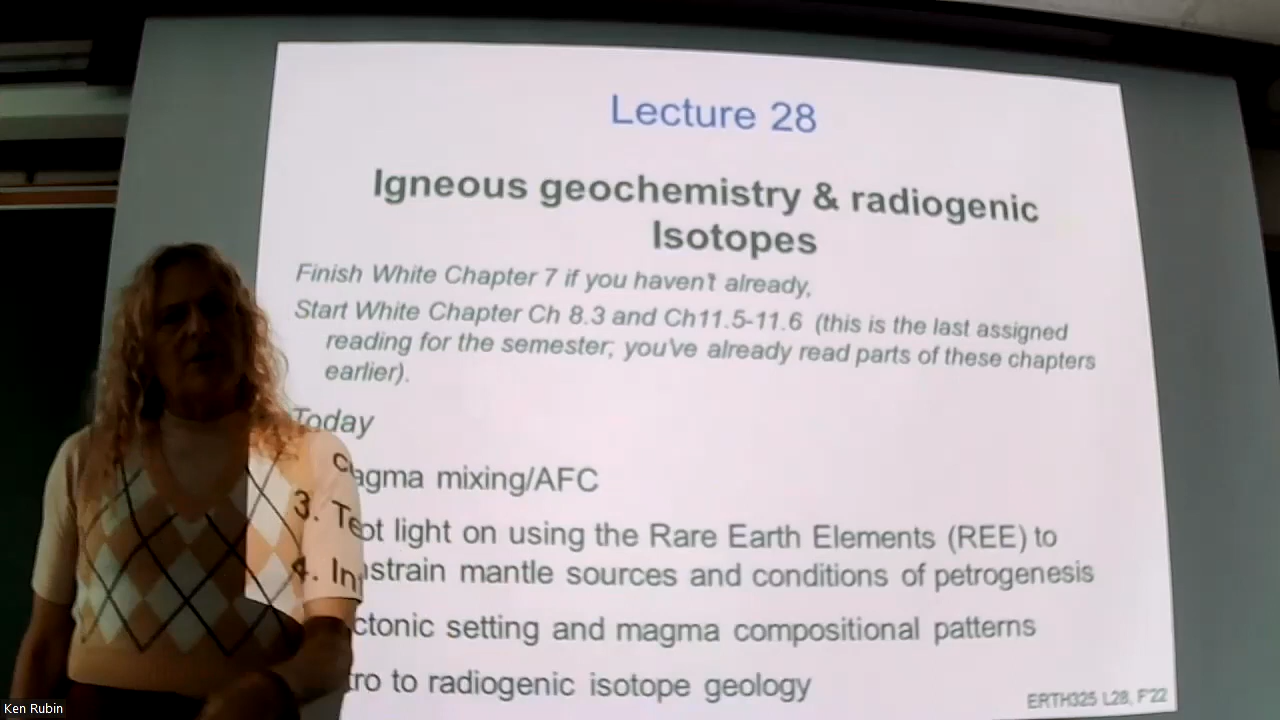 Lecture 28
Igneous geochemistry & radiogenic
Isotopes
Finish White Chapter 7 if you haven't already,
Start White Chapter Ch 8.3 and Ch11.5-11.6 (this is the last assigned
reading for the semester; you've already read parts of these chapters
earlier).
Today
agma mixing/AFC
3. Te
ot light on using the Rare Earth Elements (REE) to
4. In
nstrain mantle sources and conditions of petrogenesis
ctonic setting and magma compositional patterns
tro to radiogenic isotope geology
ERTH325 L28, F'22
Ken Rubin